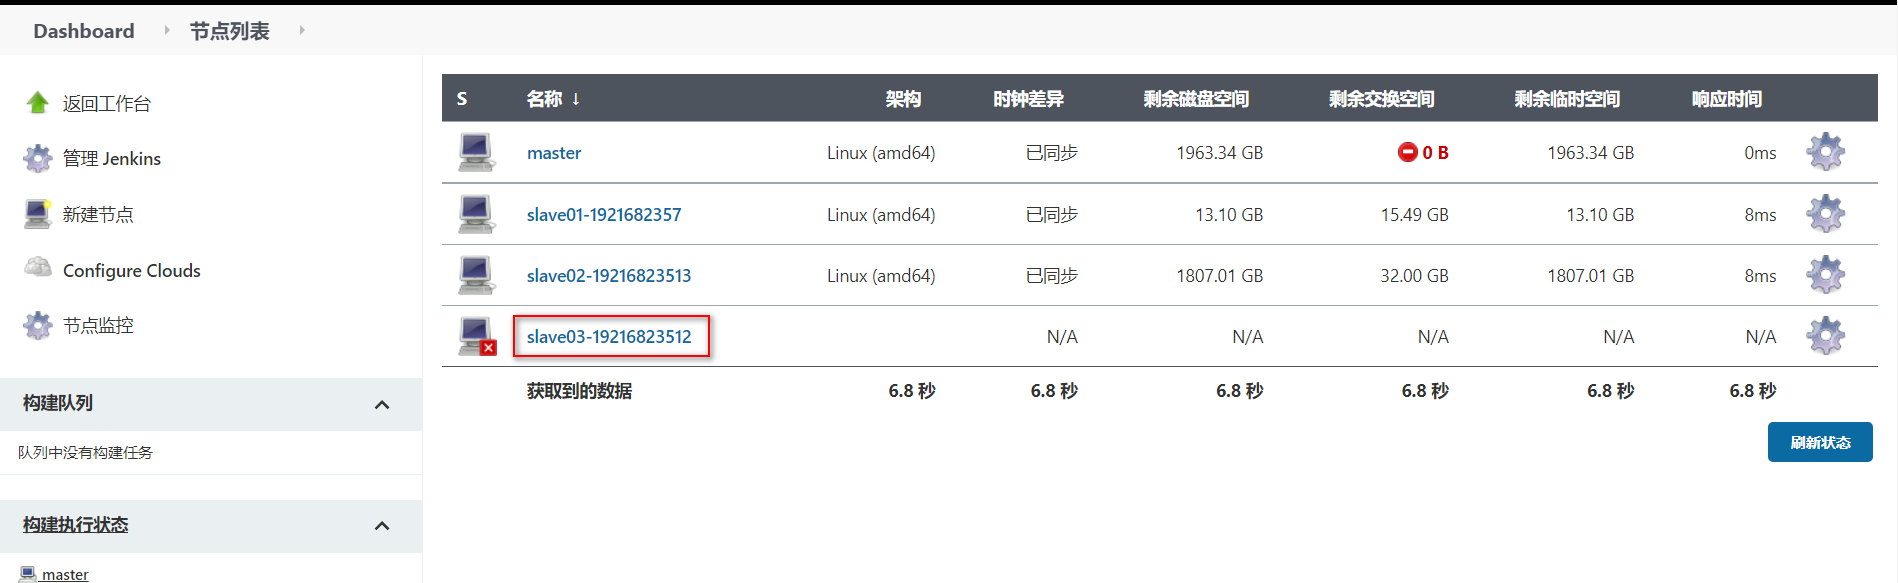 Dashboard 节点列表
返回工作台
管理 Jenkins
新建节点
Configure Clouds
节点监控
构建队列
队列中没有构建任务
构建执行状态
master
S 名称 ↓ 架构 时钟差异 剩余磁盘空间 剩余交换空间 剩余临时空间 响应时间
master Linux (amd64) 已同步 1963.34 GB 0 B 1963.34 GB 0ms
slave01-1921682357 Linux (amd64) 已同步 13.10 GB 15.49 GB 13.10 GB 8ms
slave02-19216823513 Linux (amd64) 已同步 1807.01 GB 32.00 GB 1807.01 GB 8ms
slave03-19216823512 N/A N/A N/A N/A N/A
获取到的数据 6.8 秒 6.8 秒 6.8 秒 6.8 秒 6.8 秒 6.8 秒
刷新状态